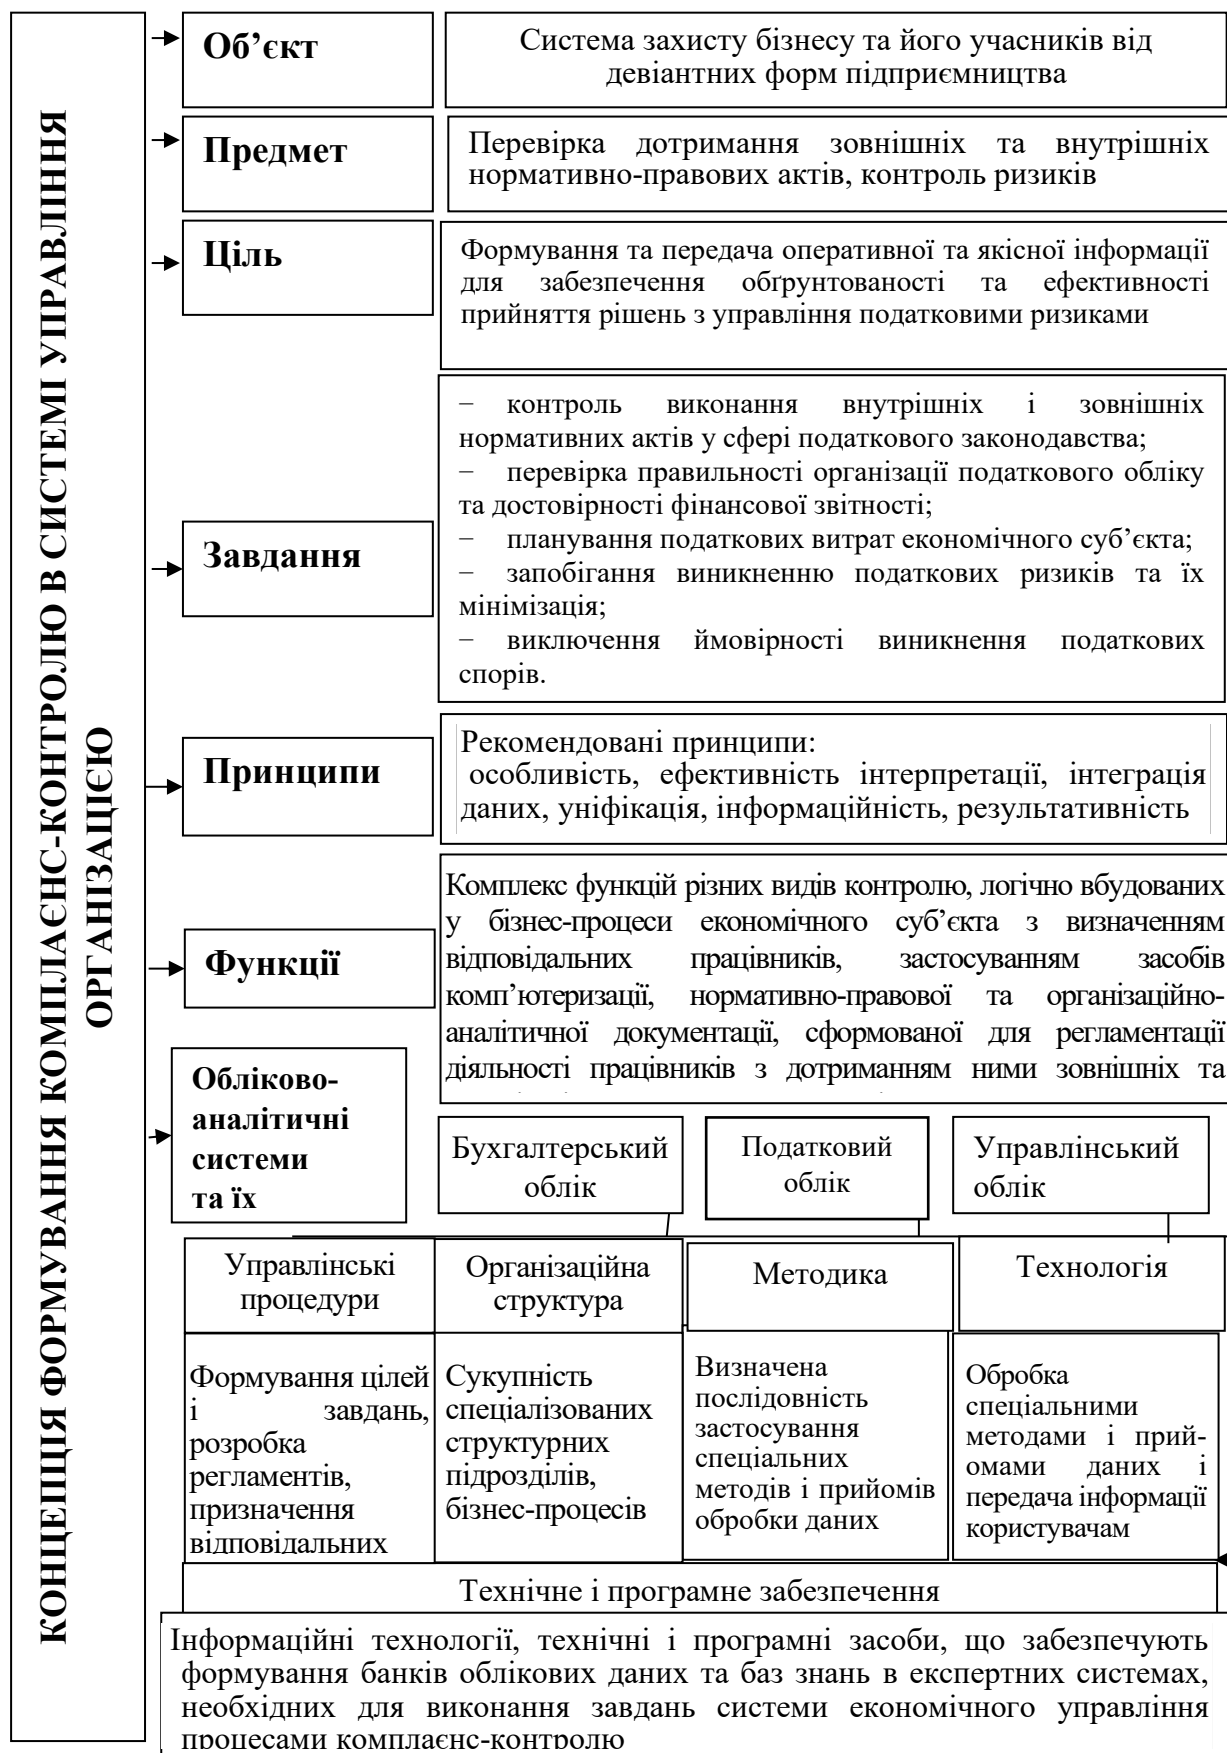 КОНЦЕПЦІЯ ФОРМУВАННЯ КОМПЛАЄНС-КОНТРОЛЮ В СИСТЕМІ УПРАВЛІННЯ
ОРГАНІЗАЦІЄЮ
Об’єкт
Система захисту бізнесу та його учасників від
девіантних форм підприємництва
Предмет
Перевірка дотримання зовнішніх та внутрішніх
нормативно-правових актів, контроль ризиків
Ціль
Формування та передача оперативної та якісної інформації
для забезпечення обґрунтованості та ефективності
прийняття рішень з управління податковими ризиками
Завдання
– контроль виконання внутрішніх і зовнішніх
нормативних актів у сфері податкового законодавства;
– перевірка правильності організації податкового обліку
та достовірності фінансової звітності;
– планування податкових витрат економічного суб’єкта;
– запобігання виникненню податкових ризиків та їх
мінімізація;
– виключення ймовірності виникнення податкових
спорів.
Принципи
Рекомендовані принципи:
особливість, ефективність інтерпретації, інтеграція
даних, уніфікація, інформаційність, результативність
Функції
Комплекс функцій різних видів контролю, логічно вбудованих
у бізнес-процеси економічного суб’єкта з визначенням
відповідальних працівників, застосуванням засобів
комп’ютеризації, нормативно-правової та організаційно-
аналітичної документації, сформованої для регламентації
діяльності працівників з дотриманням ними зовнішніх та
Обліково-
аналітичні
системи
та їх
Бухгалтерський
облік
Податковий
облік
Управлінський
облік
Управлінські
процедури
Організаційна
структура
Методика
Технологія
Формування цілей
і завдань,
розробка
регламентів,
призначення
відповідальних
Сукупність
спеціалізованих
структурних
підрозділів,
бізнес-процесів
Визначена
послідовність
застосування
спеціальних
методів і прийомів
обробки даних
Обробка
спеціальними
методами і прий-
омами даних і
передача інформації
користувачам
Технічне і програмне забезпечення
Інформаційні технології, технічні і програмні засоби, що забезпечують
формування банків облікових даних та баз знань в експертних системах,
необхідних для виконання завдань системи економічного управління
процесами комплаєнс-контролю